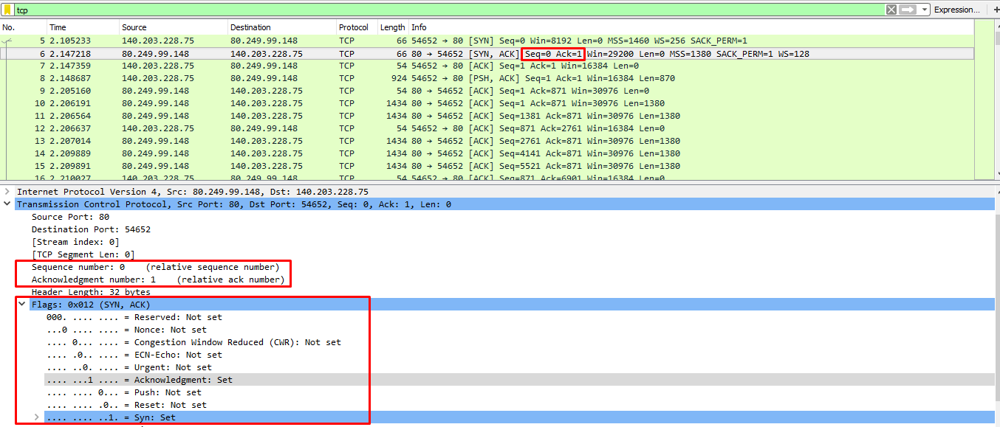 tcp Expression... +
No. Time Source Destination Protocol Length Info
5 2.105233 140.203.228.75 80.249.99.148 TCP 66 54652 → 80 [SYN] Seq=0 Win=8192 Len=0 MSS=1460 WS=256 SACK_PERM=1
6 2.147218 80.249.99.148 140.203.228.75 TCP 66 80 → 54652 [SYN, ACK] Seq=0 Ack=1 Win=29200 Len=0 MSS=1380 SACK_PERM=1 WS=128
7 2.147359 140.203.228.75 80.249.99.148 TCP 54 54652 → 80 [ACK] Seq=1 Ack=1 Win=16384 Len=0
8 2.148687 140.203.228.75 80.249.99.148 TCP 924 54652 → 80 [PSH, ACK] Seq=1 Ack=1 Win=16384 Len=870
9 2.205160 80.249.99.148 140.203.228.75 TCP 54 80 → 54652 [ACK] Seq=1 Ack=871 Win=30976 Len=0
10 2.206191 80.249.99.148 140.203.228.75 TCP 1434 80 → 54652 [ACK] Seq=1 Ack=871 Win=30976 Len=1380
11 2.206564 80.249.99.148 140.203.228.75 TCP 1434 80 → 54652 [ACK] Seq=1381 Ack=871 Win=30976 Len=1380
12 2.206637 140.203.228.75 80.249.99.148 TCP 54 54652 → 80 [ACK] Seq=871 Ack=2761 Win=16384 Len=0
13 2.207014 80.249.99.148 140.203.228.75 TCP 1434 80 → 54652 [ACK] Seq=2761 Ack=871 Win=30976 Len=1380
14 2.209889 80.249.99.148 140.203.228.75 TCP 1434 80 → 54652 [ACK] Seq=4141 Ack=871 Win=30976 Len=1380
15 2.209891 80.249.99.148 140.203.228.75 TCP 1434 80 → 54652 [ACK] Seq=5521 Ack=871 Win=30976 Len=1380
16 2.210027 140.203.228.75 80.249.99.148 TCP 54 54652 → 80 [ACK] Seq=871 Ack=6901 Win=16384 Len=0
Internet Protocol Version 4, Src: 80.249.99.148, Dst: 140.203.228.75
Transmission Control Protocol, Src Port: 80, Dst Port: 54652, Seq: 0, Ack: 1, Len: 0
Source Port: 80
Destination Port: 54652
[Stream index: 0]
[TCP Segment Len: 0]
Sequence number: 0 (relative sequence number)
Acknowledgment number: 1 (relative ack number)
Header Length: 32 bytes
Flags: 0x012 (SYN, ACK)
000. .... .... = Reserved: Not set
...0 .... .... = Nonce: Not set
.... 0... .... = Congestion Window Reduced (CWR): Not set
.... .0.. .... = ECN-Echo: Not set
.... ..0. .... = Urgent: Not set
.... ...1 .... = Acknowledgment: Set
.... .... 0... = Push: Not set
.... .... .0.. = Reset: Not set
.... .... ..1. = Syn: Set